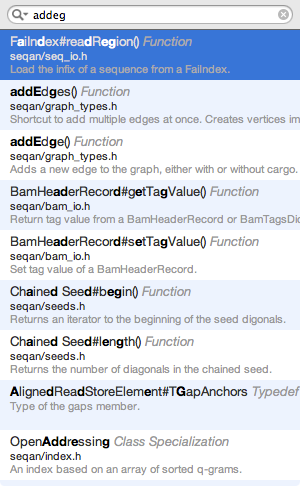 addeg
FaiIndex#readRegion() Function
seqan/seq_io.h
Load the infix of a sequence from a FaiIndex.
addEdges() Function
seqan/graph_types.h
Shortcut to add multiple edges at once. Creates vertices im
addEdge() Function
seqan/graph_types.h
Adds a new edge to the graph, either with or without cargo.
BamHeaderRecord#getTagValue() Function
seqan/bam_io.h
Return tag value from a BamHeaderRecord or BamTagsDic
BamHeaderRecord#setTagValue() Function
seqan/bam_io.h
Set tag value of a BamHeaderRecord.
Chained Seed#begin() Function
seqan/seeds.h
Returns an iterator to the beginning of the seed digonals.
Chained Seed#length() Function
seqan/seeds.h
Returns the number of diagonals in the chained seed.
AlignedReadStoreElement#TGapAnchors Typedef
Type of the gaps member.
OpenAddressing Class Specialization
seqan/index.h
An index based on an array of sorted q-grams.